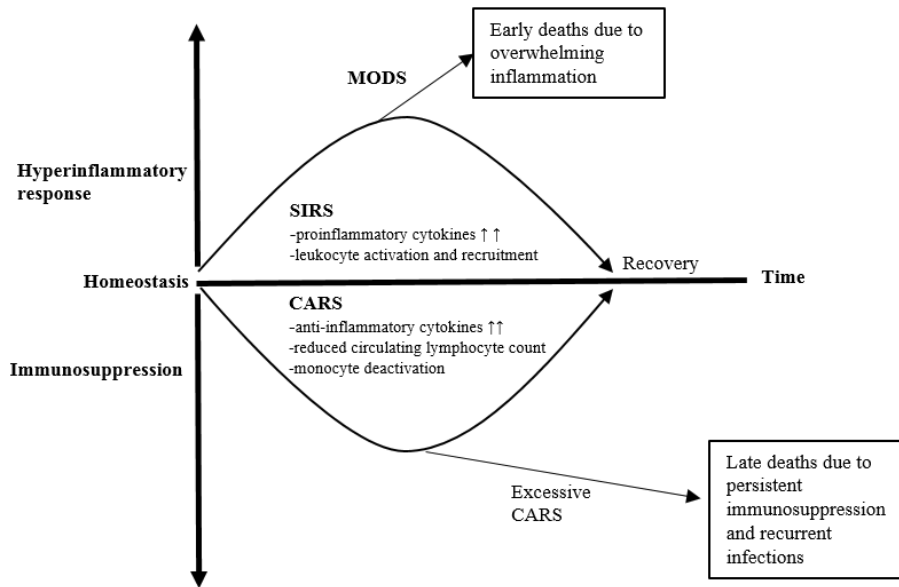 Early deaths due to
overwhelming
inflammation
MODS
Hyperinflammatory
response
SIRS
-proinflammatory cytokines ↑ ↑
-leukocyte activation and recruitment
Recovery
Homeostasis
Time
CARS
-anti-inflammatory cytokines ↑↑
-reduced circulating lymphocyte count
-monocyte deactivation
Immunosuppression
Excessive
CARS
Late deaths due to
persistent
immunosuppression
and recurrent
infections